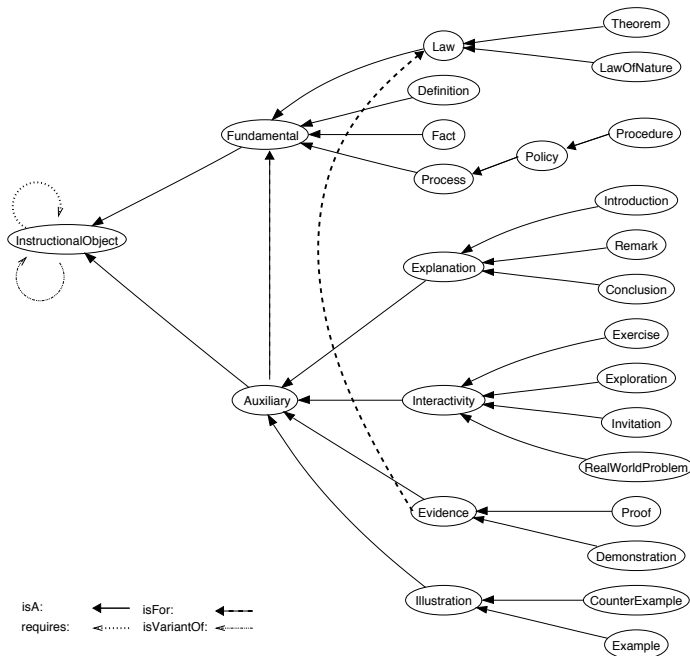 Theorem
Law
LawOfNature
Definition
Fundamental
Fact
Procedure
Policy
Process
Introduction
InstructionalObject
Remark
Explanation
Conclusion
Exercise
Exploration
Auxiliary
Interactivity
Invitation
RealWorldProblem
Evidence
Proof
Demonstration
Illustration
CounterExample
isA:
isFor:
requires:
isVariantOf:
Example